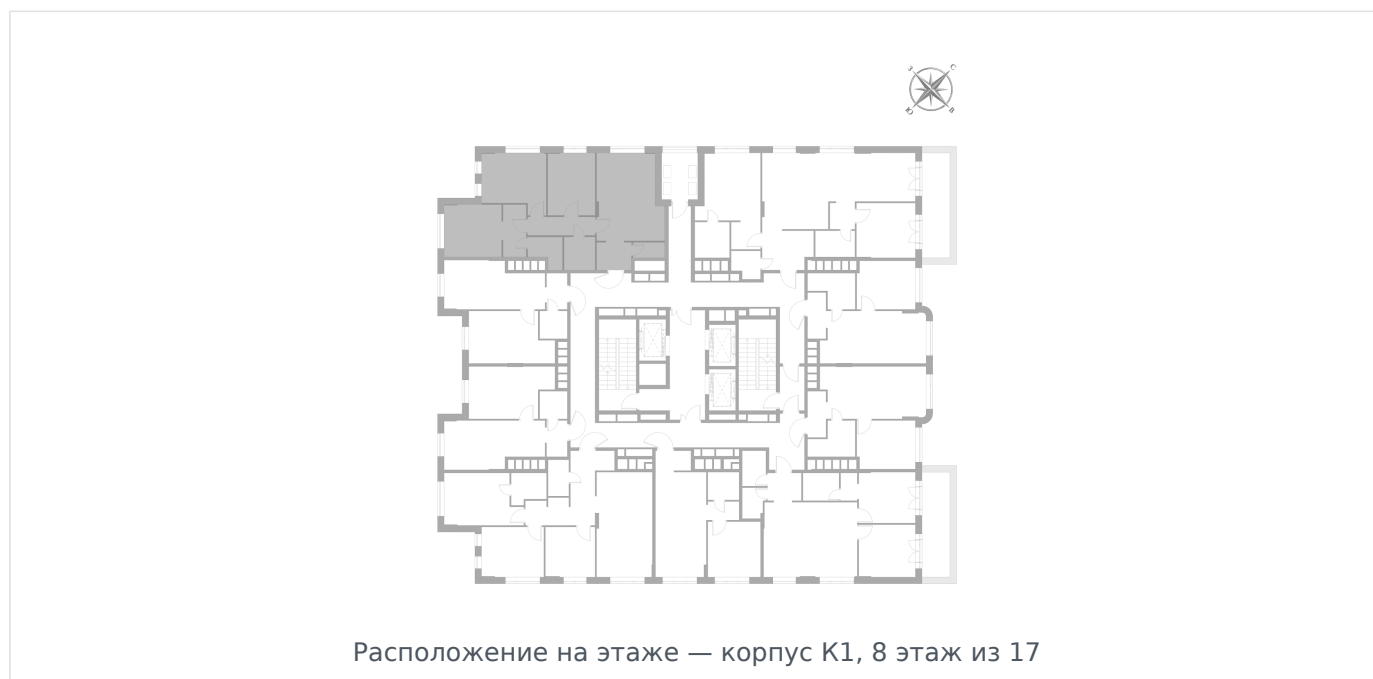 З С
Ю В
Расположение на этаже — корпус К1, 8 этаж из 17